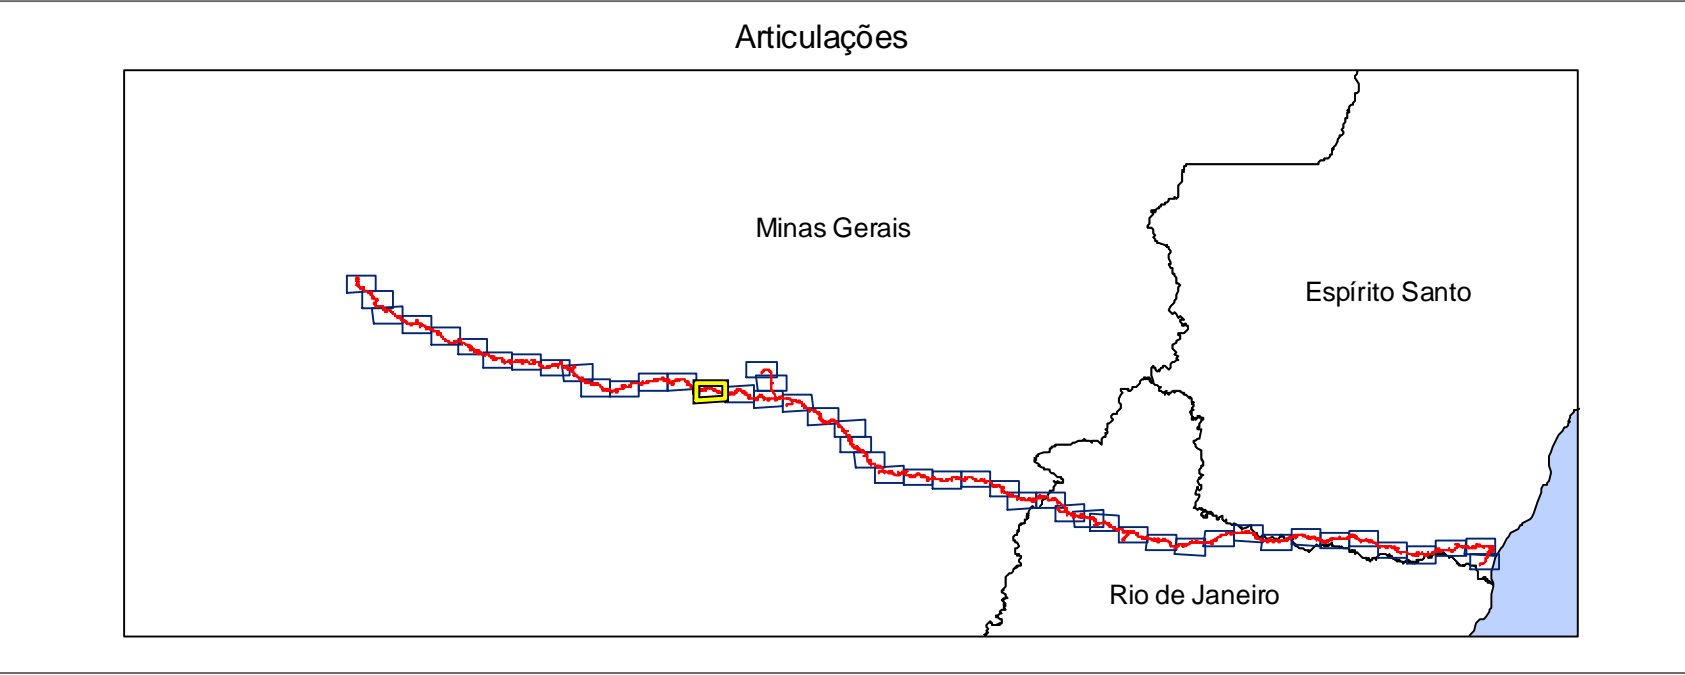 Articulações
Minas Gerais
Espírito Santo
Rio de Janeiro